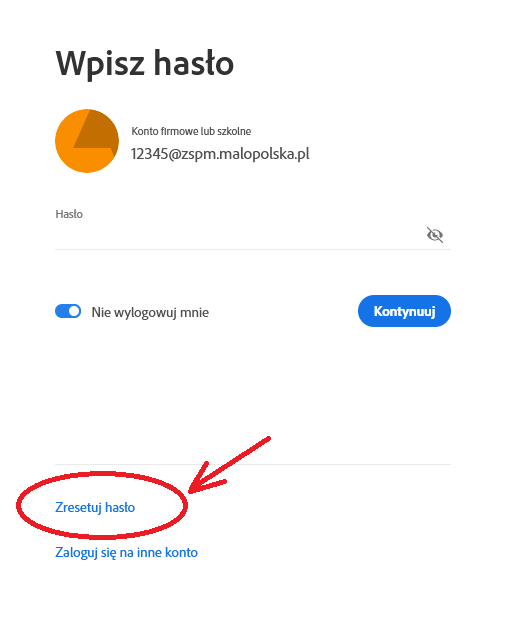 Wpisz hasło
Konto firmowe lub szkolne
12345@zspm.malopolska.pl
Hasło
Nie wylogowuj mnie
Kontynuuj
Zresetuj hasło
Zaloguj się na inne konto